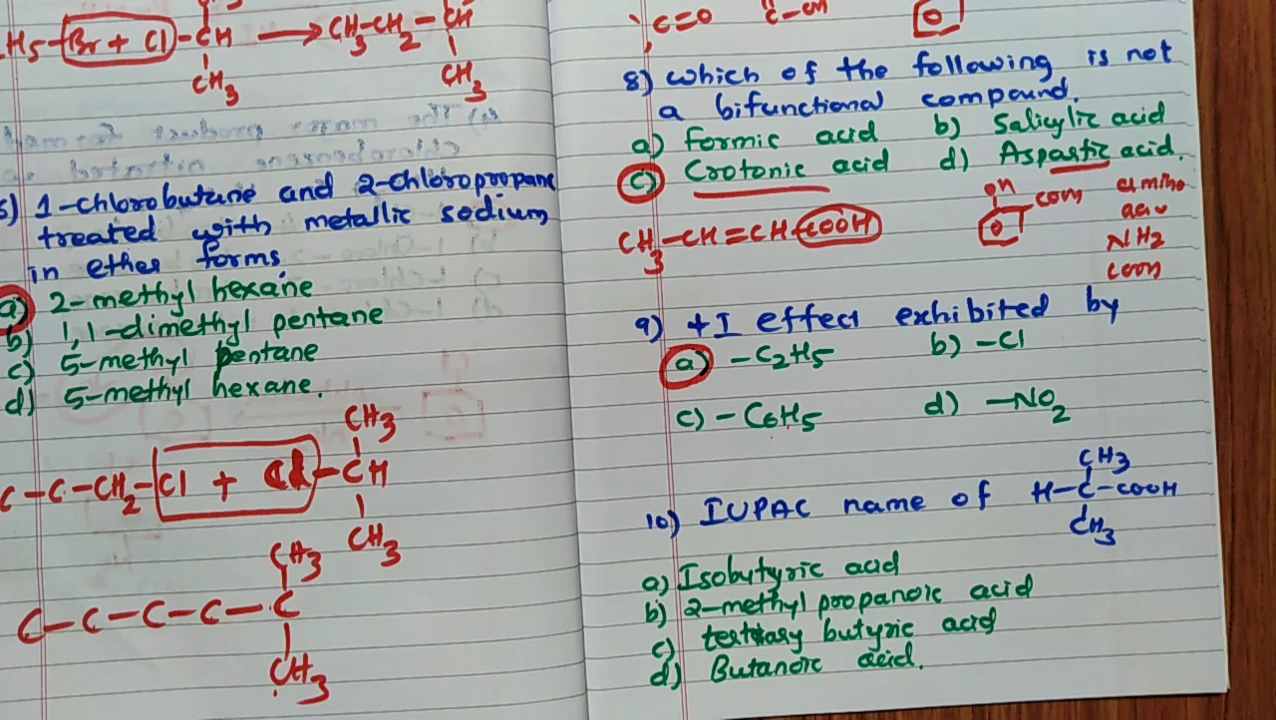 H5-Br + Cl-CH → CH3-CH2-CH
CH3
CH3
1-chlorobutane and 2-chloropropane
treated with metallic sodium
in ether forms.
a) 2-methyl hexane
b) 1,1-dimethyl pentane
c) 5-methyl pentane
d) 5-methyl hexane.
CH3
C-C-CH2-Cl + Cl-CH
CH3
CH3
C-C-C-C-C
CH3
C=O
8) which of the following is not
a bifunctional compound.
a) Formic acid b) Salicylic acid
c) Crotonic acid d) Aspastic acid.
CH3-CH=CH-COOH
OH
COOH
amino
NH2
COOH
9) +I effect exhibited by
a) -C2H5 b) -Cl
c) -C6H5 d) -NO2
CH3
10) IUPAC name of H-C-COOH
CH3
a) Isobutyric acid
b) 2-methyl propanoic acid
c) tertiary butyric acid
d) Butanoic acid.